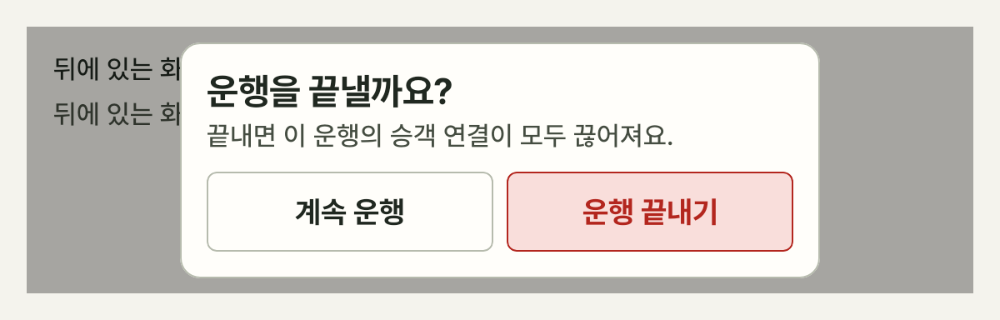 뒤에 있는 화
뒤에 있는 화
운행을 끝낼까요?
끝내면 이 운행의 승객 연결이 모두 끊어져요.
계속 운행
운행 끝내기